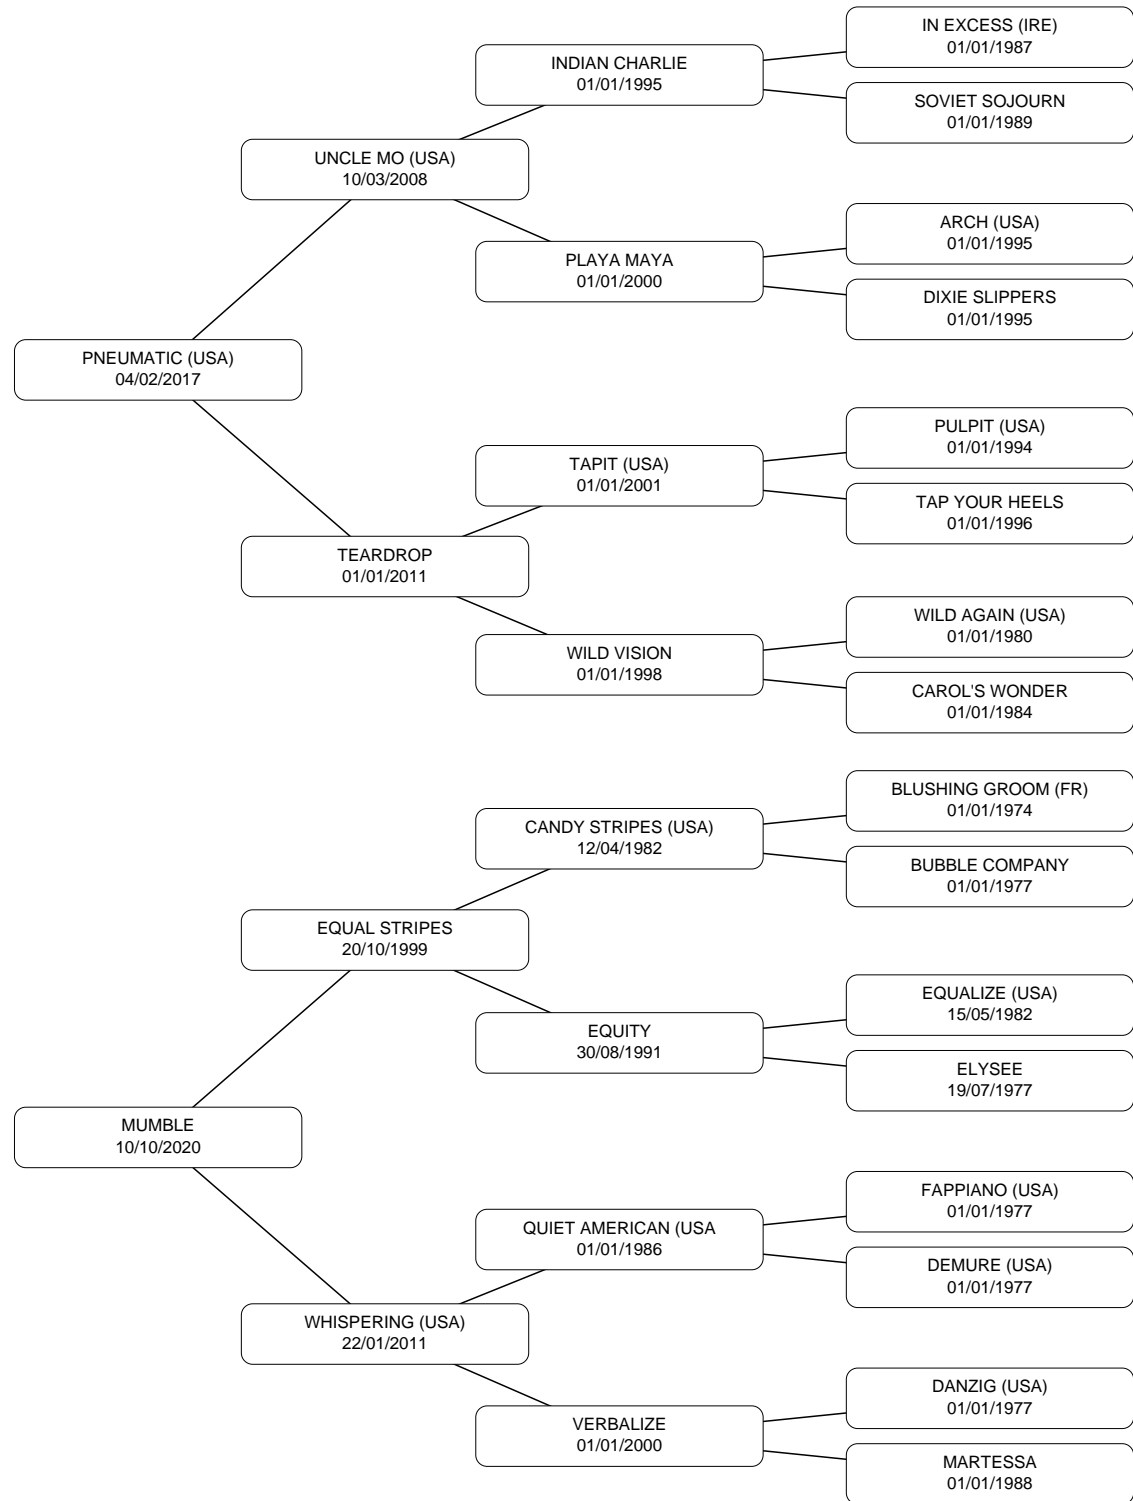 IN EXCESS (IRE)
01/01/1987
INDIAN CHARLIE
01/01/1995
SOVIET SOJOURN
01/01/1989
UNCLE MO (USA)
10/03/2008
ARCH (USA)
01/01/1995
PLAYA MAYA
01/01/2000
DIXIE SLIPPERS
01/01/1995
PNEUMATIC (USA)
04/02/2017
PULPIT (USA)
01/01/1994
TAPIT (USA)
01/01/2001
TAP YOUR HEELS
01/01/1996
TEARDROP
01/01/2011
WILD AGAIN (USA)
01/01/1980
WILD VISION
01/01/1998
CAROL'S WONDER
01/01/1984
BLUSHING GROOM (FR)
01/01/1974
CANDY STRIPES (USA)
12/04/1982
BUBBLE COMPANY
01/01/1977
EQUAL STRIPES
20/10/1999
EQUALIZE (USA)
15/05/1982
EQUITY
30/08/1991
ELYSEE
19/07/1977
MUMBLE
10/10/2020
FAPPIANO (USA)
01/01/1977
QUIET AMERICAN (USA
01/01/1986
DEMURE (USA)
01/01/1977
WHISPERING (USA)
22/01/2011
DANZIG (USA)
01/01/1977
VERBALIZE
01/01/2000
MARTESSA
01/01/1988